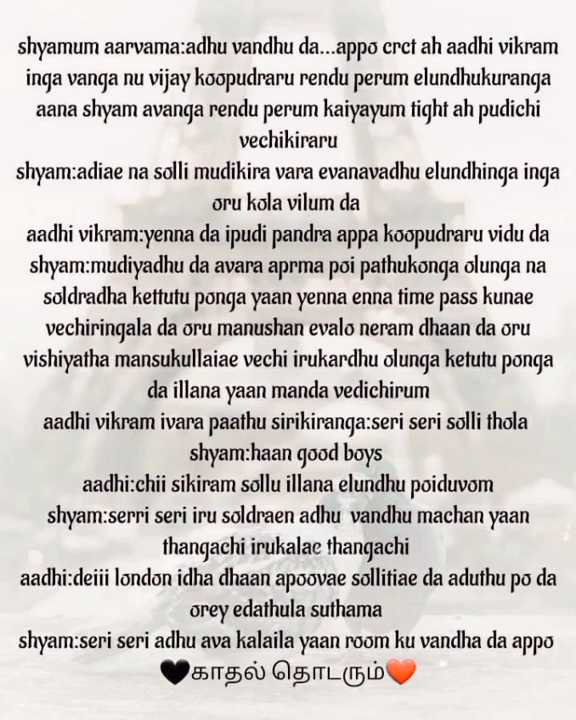 shyamum aarvama:adhu vandhu da...appo crct ah aadhi vikram
inga vanga nu vijay koopudraru rendu perum elundhukuranga
aana shyam avanga rendu perum kaiyayum tight ah pudichi
vechikiraru
shyam:adiae na solli mudikira vara evanavadhu elundhinga inga
oru kola vilum da
aadhi vikram:yenna da ipudi pandra appa koopudraru vidu da
shyam:mudiyadhu da avara aprma poi pathukonga olunga na
soldradha kettutu ponga yaan yenna enna time pass kunae
vechiringala da oru manushan evalo neram dhaan da oru
vishiyatha mansukullaiae vechi irukardhu olunga ketutu ponga
da illana yaan manda vedichirum
aadhi vikram ivara paathu sirikiranga:seri seri solli thola
shyam:haan good boys
aadhi:chii sikiram sollu illana elundhu poiduvom
shyam:serri seri iru soldraen adhu vandhu machan yaan
thangachi irukalae thangachi
aadhi:deiii london idha dhaan apoovae sollitiae da aduthu po da
orey edathula suthama
shyam:seri seri adhu ava kalaila yaan room ku vandha da appo
🖤காதல் தொடரும்🧡